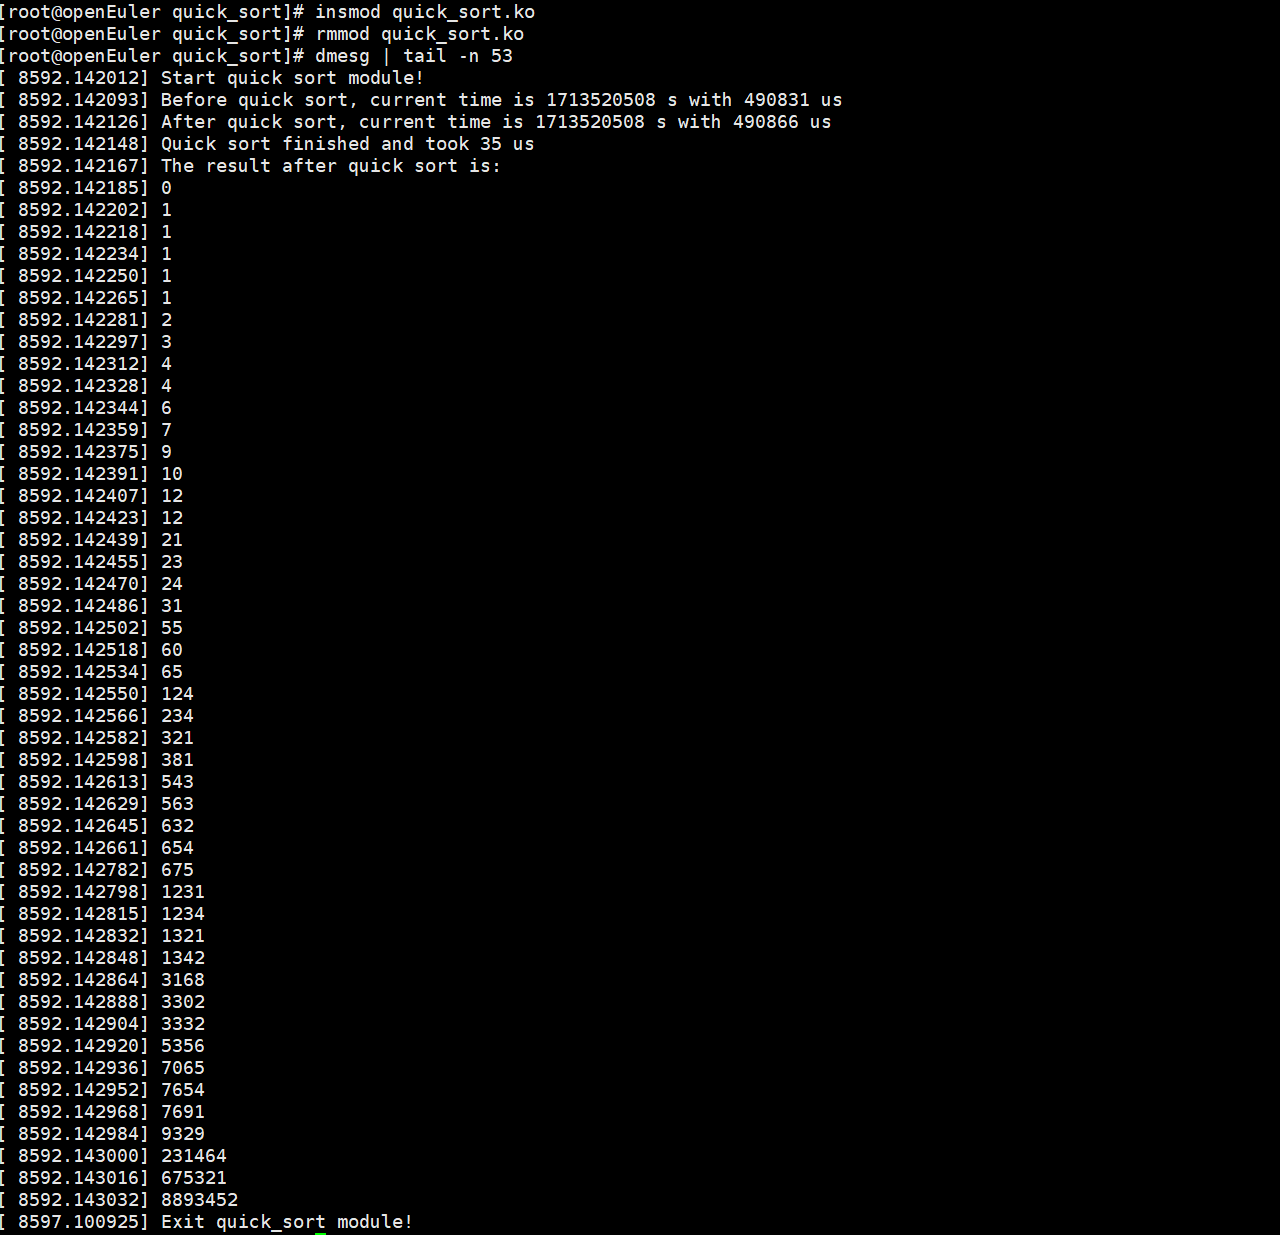 [root@openEuler quick_sort]# insmod quick_sort.ko
[root@openEuler quick_sort]# rmmod quick_sort.ko
[root@openEuler quick_sort]# dmesg | tail -n 53
[ 8592.142012] Start quick sort module!
[ 8592.142093] Before quick sort, current time is 1713520508 s with 490831 us
[ 8592.142126] After quick sort, current time is 1713520508 s with 490866 us
[ 8592.142148] Quick sort finished and took 35 us
[ 8592.142167] The result after quick sort is:
[ 8592.142185] 0
[ 8592.142202] 1
[ 8592.142218] 1
[ 8592.142234] 1
[ 8592.142250] 1
[ 8592.142265] 1
[ 8592.142281] 2
[ 8592.142297] 3
[ 8592.142312] 4
[ 8592.142328] 4
[ 8592.142344] 6
[ 8592.142359] 7
[ 8592.142375] 9
[ 8592.142391] 10
[ 8592.142407] 12
[ 8592.142423] 12
[ 8592.142439] 21
[ 8592.142455] 23
[ 8592.142470] 24
[ 8592.142486] 31
[ 8592.142502] 55
[ 8592.142518] 60
[ 8592.142534] 65
[ 8592.142550] 124
[ 8592.142566] 234
[ 8592.142582] 321
[ 8592.142598] 381
[ 8592.142613] 543
[ 8592.142629] 563
[ 8592.142645] 632
[ 8592.142661] 654
[ 8592.142782] 675
[ 8592.142798] 1231
[ 8592.142815] 1234
[ 8592.142832] 1321
[ 8592.142848] 1342
[ 8592.142864] 3168
[ 8592.142888] 3302
[ 8592.142904] 3332
[ 8592.142920] 5356
[ 8592.142936] 7065
[ 8592.142952] 7654
[ 8592.142968] 7691
[ 8592.142984] 9329
[ 8592.143000] 231464
[ 8592.143016] 675321
[ 8592.143032] 8893452
[ 8597.100925] Exit quick_sort module!